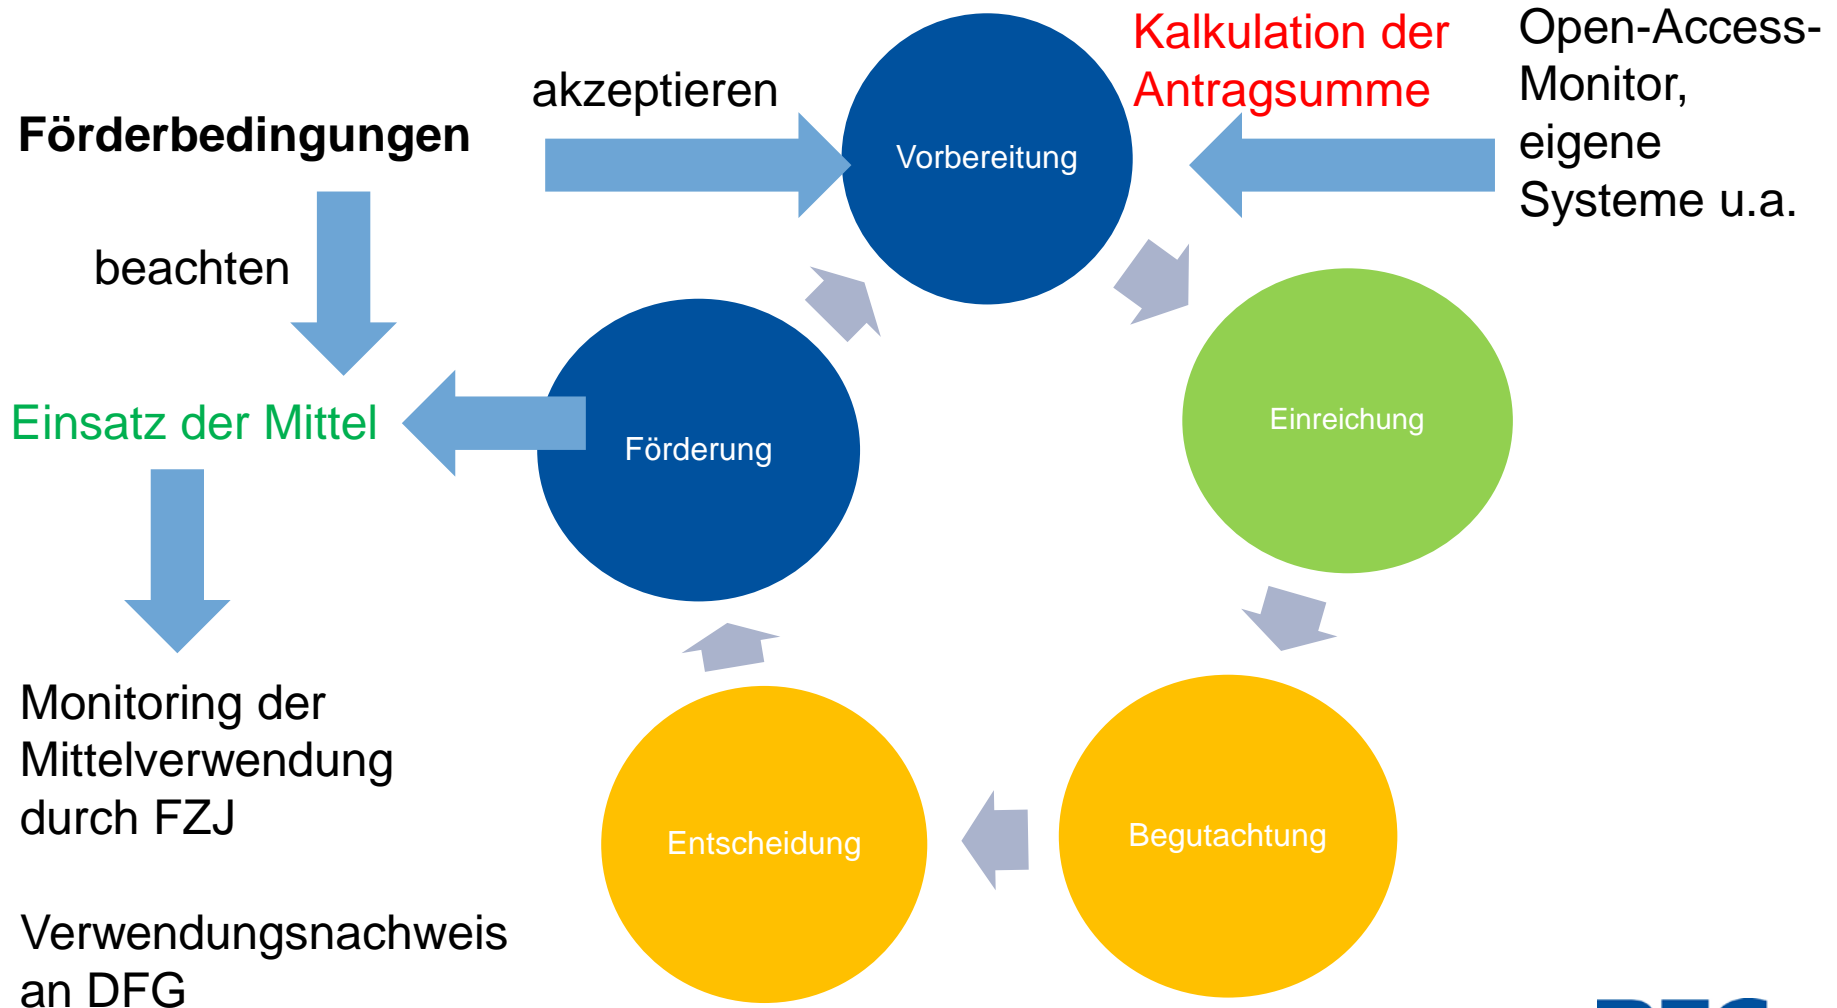 Förderbedingungen
akzeptieren
Vorbereitung
Kalkulation der
Antragsumme
Open-Access-
Monitor,
eigene
Systeme u.a.
beachten
Einsatz der Mittel
Förderung
Einreichung
Monitoring der
Mittelverwendung
durch FZJ
Entscheidung
Begutachtung
Verwendungsnachweis
an DFG